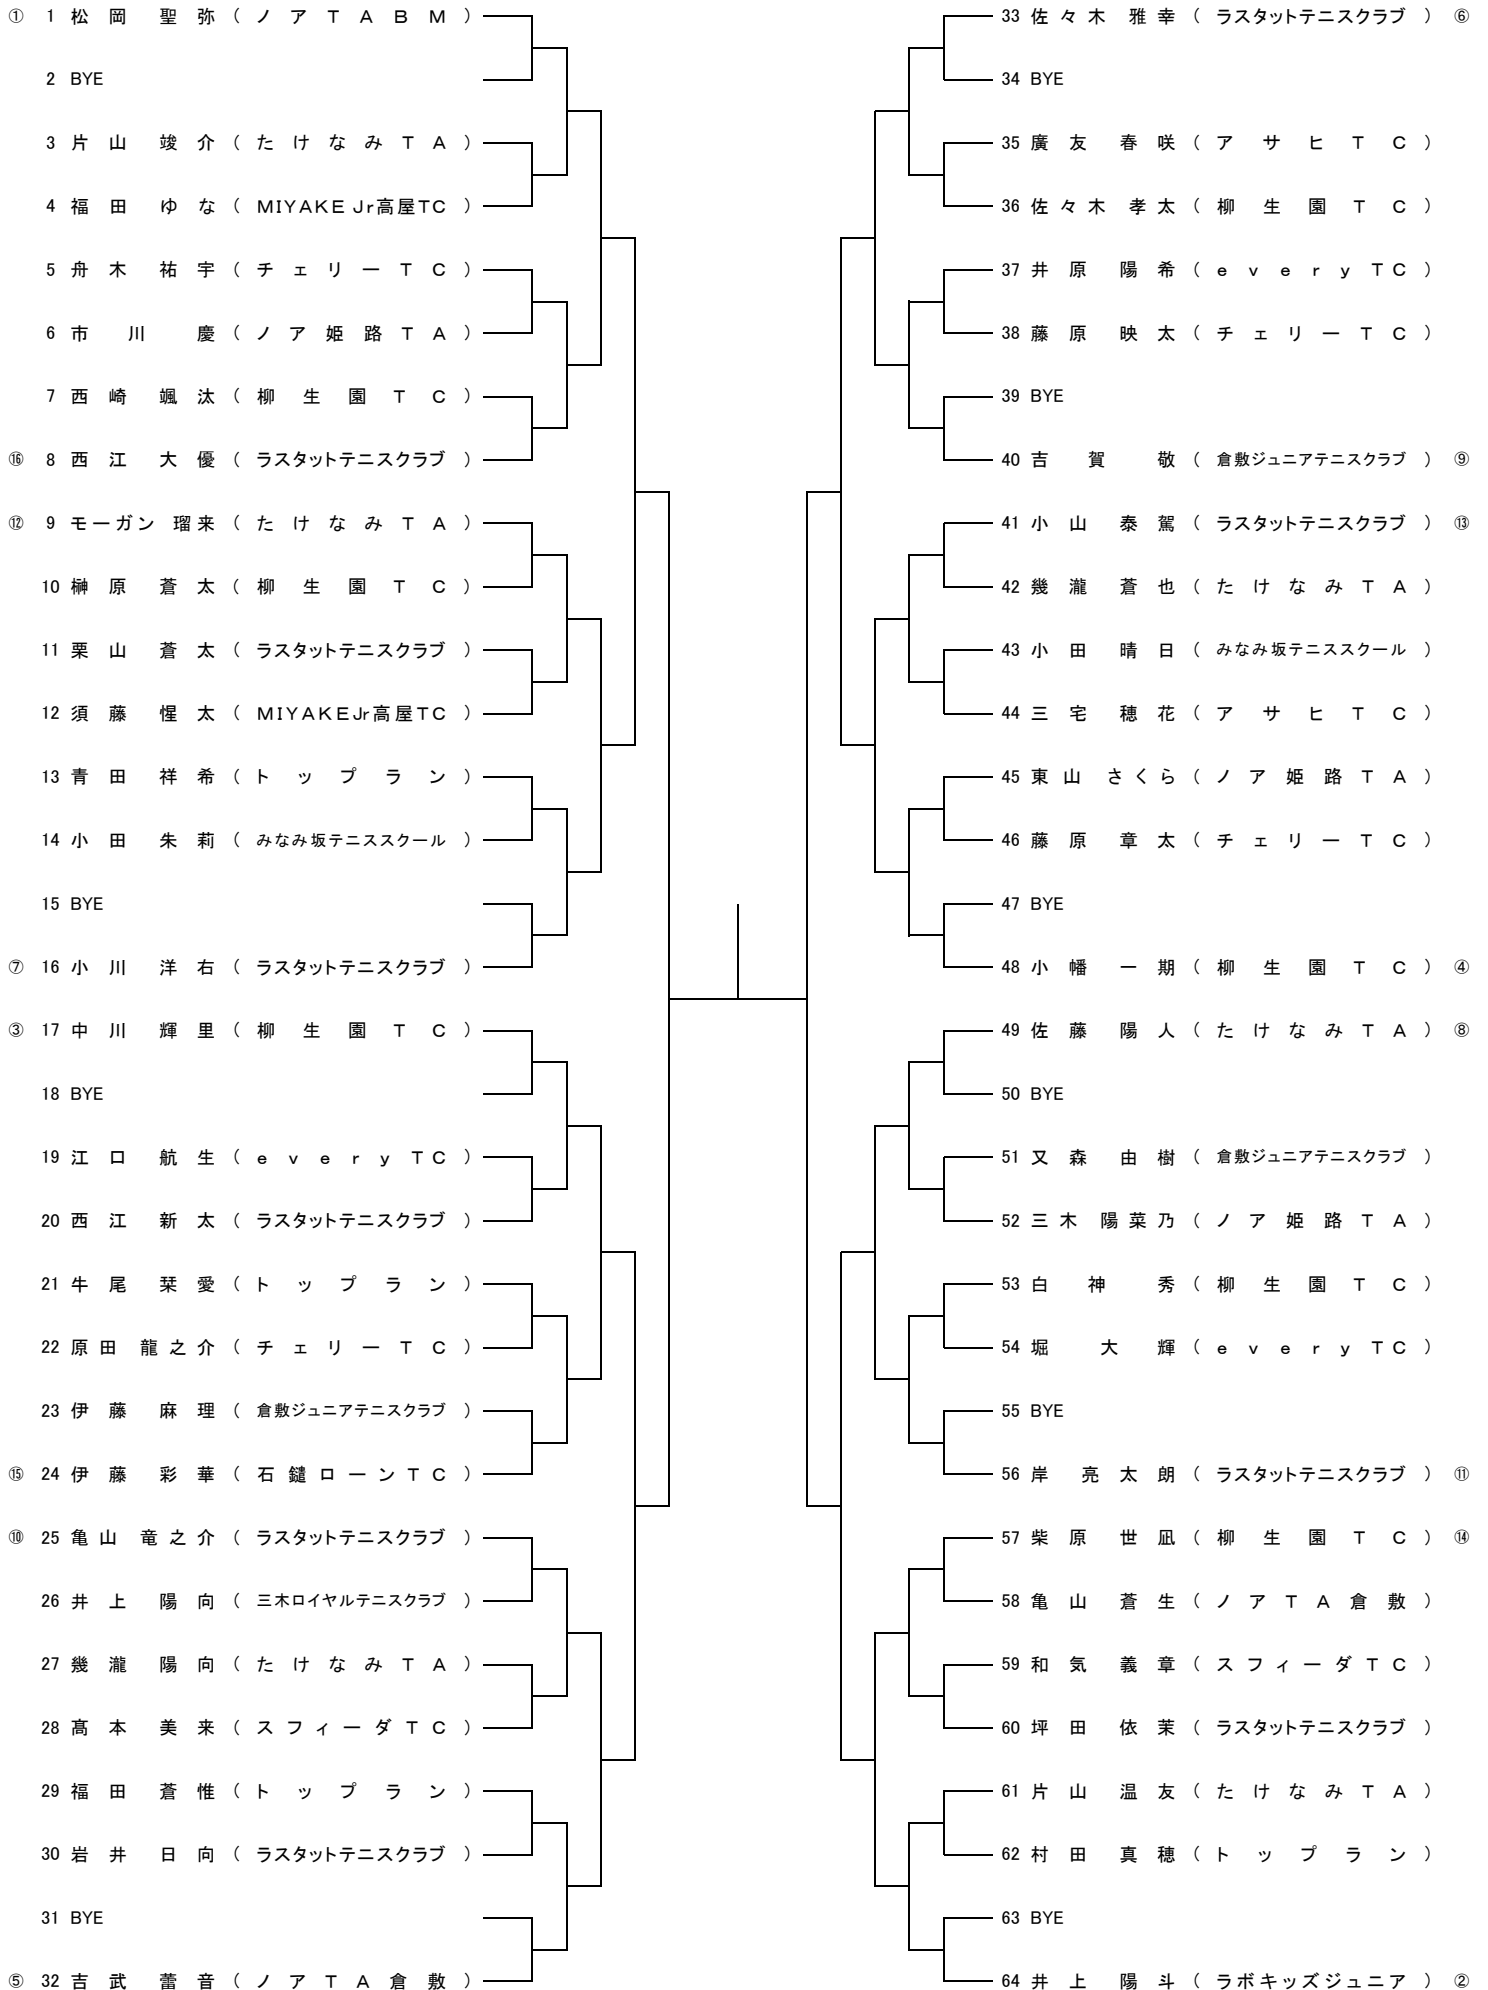 ① 1 松岡 聖弥 (ノアTABM)
2 BYE
3 片山 竣介 (たけなみTA)
4 福田 ゆな (MIYAKE Jr高屋TC)
5 舟木 祐宇 (チェリーTC)
6 市川 慶 (ノア姫路TA)
7 西崎 颯汰 (柳生園TC)
⑯ 8 西江 大優 (ラスタットテニスクラブ)
⑫ 9 モーガン 瑠来 (たけなみTA)
10 榊原 蒼太 (柳生園TC)
11 栗山 蒼太 (ラスタットテニスクラブ)
12 須藤 惺太 (MIYAKEJr高屋TC)
13 青田 祥希 (トップラン)
14 小田 朱莉 (みなみ坂テニススクール)
15 BYE
⑦ 16 小川 洋右 (ラスタットテニスクラブ)
③ 17 中川 輝里 (柳生園TC)
18 BYE
19 江口 航生 (everyTC)
20 西江 新太 (ラスタットテニスクラブ)
21 牛尾 栞愛 (トップラン)
22 原田 龍之介 (チェリーTC)
23 伊藤 麻理 (倉敷ジュニアテニスクラブ)
⑮ 24 伊藤 彩華 (石鎚ローンTC)
⑩ 25 亀山 竜之介 (ラスタットテニスクラブ)
26 井上 陽向 (三木ロイヤルテニスクラブ)
27 幾瀧 陽向 (たけなみTA)
28 髙本 美来 (スフィーダTC)
29 福田 蒼惟 (トップラン)
30 岩井 日向 (ラスタットテニスクラブ)
31 BYE
⑤ 32 吉武 蕾音 (ノアTA倉敷)
33 佐々木 雅幸 (ラスタットテニスクラブ) ⑥
34 BYE
35 廣友 春咲 (アサヒTC)
36 佐々木 孝太 (柳生園TC)
37 井原 陽希 (everyTC)
38 藤原 映太 (チェリーTC)
39 BYE
40 吉賀 敬 (倉敷ジュニアテニスクラブ) ⑨
41 小山 泰駕 (ラスタットテニスクラブ) ⑬
42 幾瀧 蒼也 (たけなみTA)
43 小田 晴日 (みなみ坂テニススクール)
44 三宅 穂花 (アサヒTC)
45 東山 さくら (ノア姫路TA)
46 藤原 章太 (チェリーTC)
47 BYE
48 小幡 一期 (柳生園TC) ④
49 佐藤 陽人 (たけなみTA) ⑧
50 BYE
51 又森 由樹 (倉敷ジュニアテニスクラブ)
52 三木 陽菜乃 (ノア姫路TA)
53 白神 秀 (柳生園TC)
54 堀 大輝 (everyTC)
55 BYE
56 岸 亮太朗 (ラスタットテニスクラブ) ⑪
57 柴原 世凪 (柳生園TC) ⑭
58 亀山 蒼生 (ノアTA倉敷)
59 和気 義章 (スフィーダTC)
60 坪田 依茉 (ラスタットテニスクラブ)
61 片山 温友 (たけなみTA)
62 村田 真穂 (トップラン)
63 BYE
64 井上 陽斗 (ラボキッズジュニア) ②